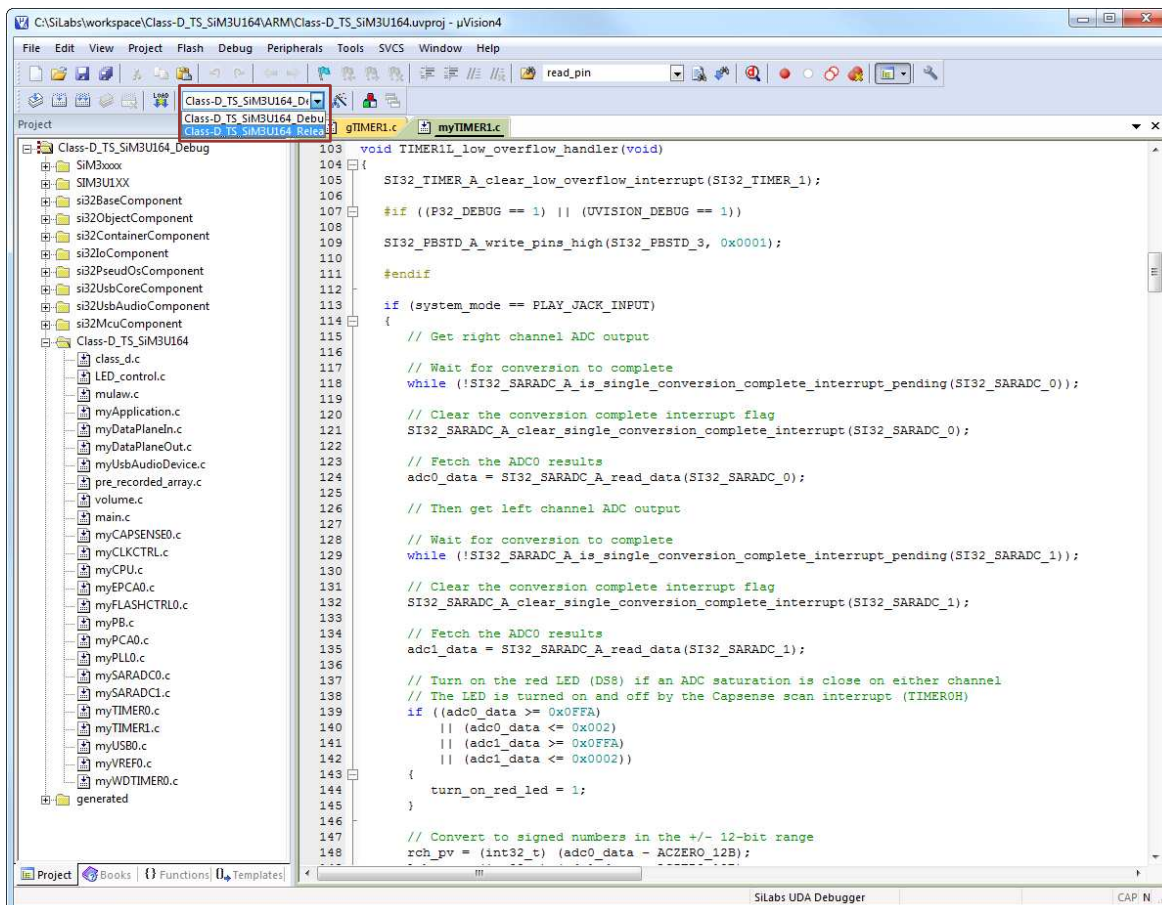 C:\SiLabs\workspace\Class-D_TS_SiM3U164\ARM\Class-D_TS_SiM3U164.uvproj - µVision4
File Edit View Project Flash Debug Peripherals Tools SVCS Window Help
read_pin
LOAD
Class-D_TS_SiM3U164_De
Class-D_TS_SiM3U164_Debu
Class-D_TS_SiM3U164_Relea
Project
gTIMER1.c
myTIMER1.c
Class-D_TS_SiM3U164_Debug
SiM3xxxx
SIM3U1XX
si32BaseComponent
si32ObjectComponent
si32ContainerComponent
si32IoComponent
si32PseudOsComponent
si32UsbCoreComponent
si32UsbAudioComponent
si32McuComponent
Class-D_TS_SiM3U164
class_d.c
LED_control.c
mulaw.c
myApplication.c
myDataPlaneIn.c
myDataPlaneOut.c
myUsbAudioDevice.c
pre_recorded_array.c
volume.c
main.c
myCAPSENSE0.c
myCLKCTRL.c
myCPU.c
myEPCA0.c
myFLASHCTRL0.c
myPB.c
myPCA0.c
myPLL0.c
mySARADC0.c
mySARADC1.c
myTIMER0.c
myTIMER1.c
myUSB0.c
myVREF0.c
myWDTIMER0.c
generated
103 void TIMER1L_low_overflow_handler(void)
104 {
105 SI32_TIMER_A_clear_low_overflow_interrupt(SI32_TIMER_1);
106
107 #if ((P32_DEBUG == 1) || (UVISION_DEBUG == 1))
108
109 SI32_PBSTD_A_write_pins_high(SI32_PBSTD_3, 0x0001);
110
111 #endif
112
113 if (system_mode == PLAY_JACK_INPUT)
114 {
115 // Get right channel ADC output
116
117 // Wait for conversion to complete
118 while (!SI32_SARADC_A_is_single_conversion_complete_interrupt_pending(SI32_SARADC_0));
119
120 // Clear the conversion complete interrupt flag
121 SI32_SARADC_A_clear_single_conversion_complete_interrupt(SI32_SARADC_0);
122
123 // Fetch the ADC0 results
124 adc0_data = SI32_SARADC_A_read_data(SI32_SARADC_0);
125
126 // Then get left channel ADC output
127
128 // Wait for conversion to complete
129 while (!SI32_SARADC_A_is_single_conversion_complete_interrupt_pending(SI32_SARADC_1));
130
131 // Clear the conversion complete interrupt flag
132 SI32_SARADC_A_clear_single_conversion_complete_interrupt(SI32_SARADC_1);
133
134 // Fetch the ADC0 results
135 adc1_data = SI32_SARADC_A_read_data(SI32_SARADC_1);
136
137 // Turn on the red LED (DS8) if an ADC saturation is close on either channel
138 // The LED is turned on and off by the Capsense scan interrupt (TIMER0H)
139 if ((adc0_data >= 0x0FFA)
140 || (adc0_data <= 0x002)
141 || (adc1_data >= 0x0FFA)
142 || (adc1_data <= 0x0002))
143 {
144 turn_on_red_led = 1;
145 }
146
147 // Convert to signed numbers in the +/- 12-bit range
148 rch_pv = (int32_t) (adc0_data - ACZERO_12B);
Project Books {} Functions 0 Templates
SiLabs UDA Debugger
CAP N